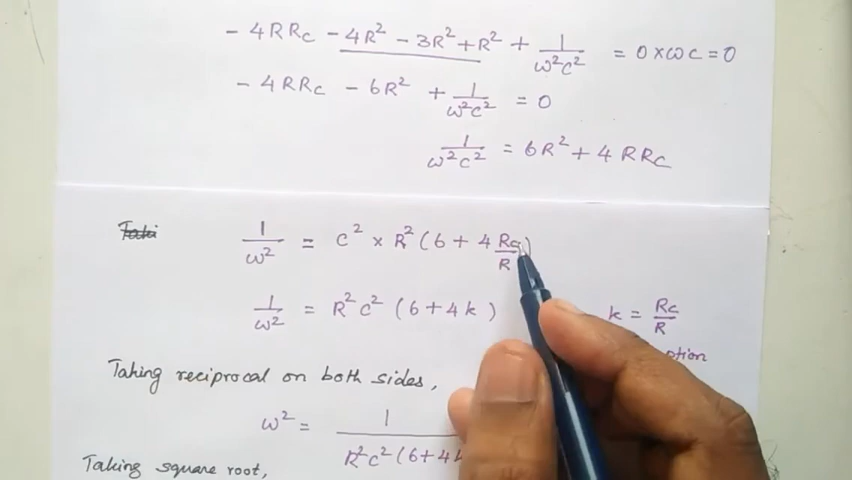 - 4RRc - 4R² - 3R² + R² + 1/ω²C² = 0 × ωC = 0
- 4RRc - 6R² + 1/ω²C² = 0
1/ω²C² = 6R² + 4RRc
1/ω² = C² × R² (6 + 4 Rc/R)
1/ω² = R²C² (6 + 4k) k = Rc/R
Taking reciprocal on both sides,
ω² = 1/R²C² (6 + 4k
Taking square root,